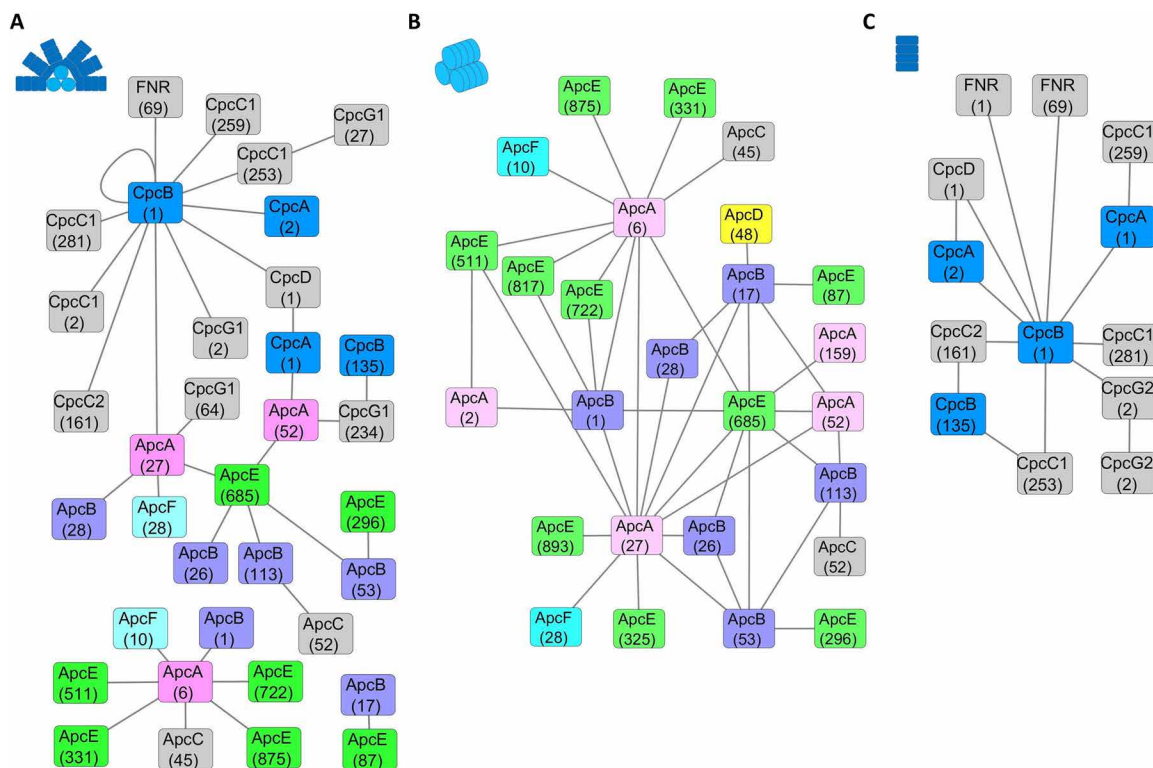 A
FNR
(69)
CpcC1
(259)
CpcG1
(27)
CpcC1
(253)
CpcB
(1)
CpcA
(2)
CpcC1
(281)
CpcD
(1)
CpcC1
(2)
CpcG1
(2)
CpcA
(1)
CpcB
(135)
CpcC2
(161)
CpcG1
(64)
ApcA
(52)
CpcG1
(234)
ApcA
(27)
ApcE
(685)
ApcB
(28)
ApcF
(28)
ApcE
(296)
ApcB
(26)
ApcB
(113)
ApcB
(53)
ApcF
(10)
ApcB
(1)
ApcC
(52)
ApcE
(511)
ApcA
(6)
ApcE
(722)
ApcB
(17)
ApcE
(331)
ApcC
(45)
ApcE
(875)
ApcE
(87)
B
ApcE
(875)
ApcE
(331)
ApcF
(10)
ApcC
(45)
ApcA
(6)
ApcD
(48)
ApcE
(511)
ApcE
(817)
ApcE
(722)
ApcB
(17)
ApcE
(87)
ApcB
(28)
ApcA
(159)
ApcA
(2)
ApcB
(1)
ApcE
(685)
ApcA
(52)
ApcB
(113)
ApcE
(893)
ApcA
(27)
ApcB
(26)
ApcC
(52)
ApcF
(28)
ApcE
(325)
ApcB
(53)
ApcE
(296)
C
FNR
(1)
FNR
(69)
CpcC1
(259)
CpcD
(1)
CpcA
(1)
CpcA
(2)
CpcC2
(161)
CpcB
(1)
CpcC1
(281)
CpcB
(135)
CpcG2
(2)
CpcC1
(253)
CpcG2
(2)